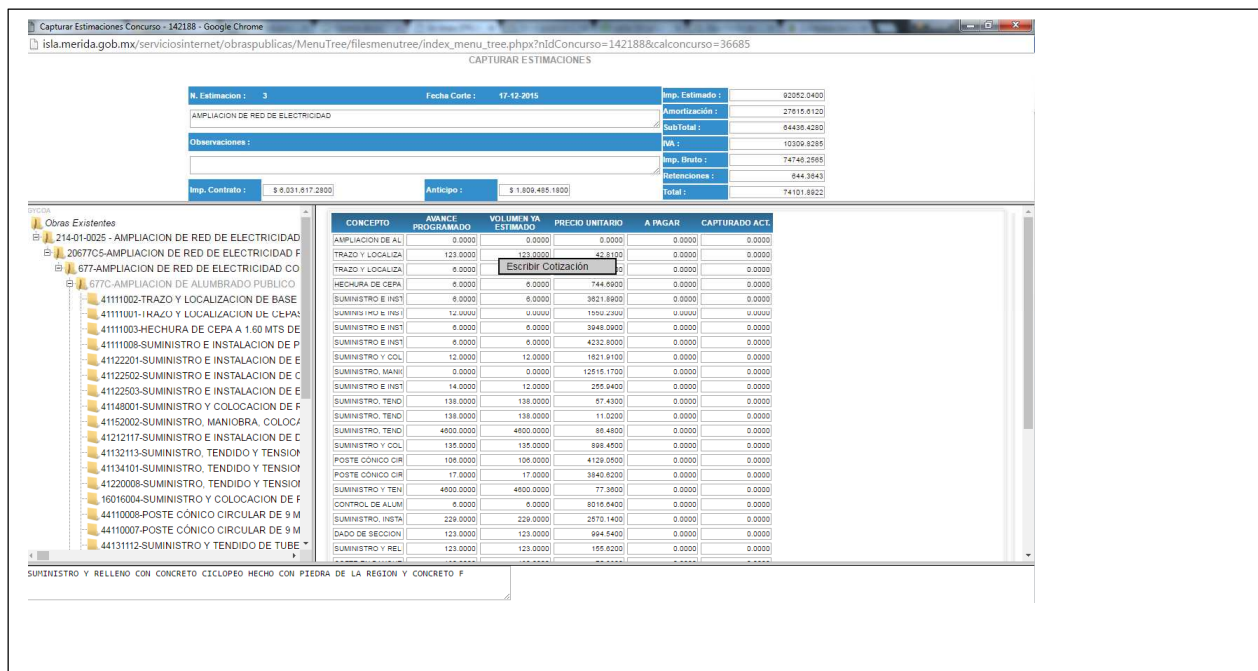 Capturar Estimaciones Concurso - 142188 - Google Chrome
isla.merida.gob.mx/serviciosinternet/obraspublicas/MenuTree/filesmenutree/index_menu_tree.phpx?nIdConcurso=142188&calconcurso=36685
CAPTURAR ESTIMACIONES
N. Estimacion : 3 Fecha Corte : 17-12-2015
AMPLIACION DE RED DE ELECTRICIDAD
Observaciones :
Imp. Contrato : $ 6.031.617.2800 Anticipo : $ 1.809.485.1800
Imp. Estimado : 92052.0400
Amortización : 27615.6120
SubTotal : 64436.4280
IVA : 10309.8285
Imp. Bruto : 74746.2565
Retenciones : 644.3643
Total : 74101.8922
Obras Existentes
214-01-0025 - AMPLIACION DE RED DE ELECTRICIDAD
20677C5-AMPLIACION DE RED DE ELECTRICIDAD F
677-AMPLIACION DE RED DE ELECTRICIDAD CO
677C-AMPLIACION DE ALUMBRADO PUBLICO
41111002-TRAZO Y LOCALIZACION DE BASE
41111001-TRAZO Y LOCALIZACION DE CEPAS
41111003-HECHURA DE CEPA A 1.60 MTS DE
41111008-SUMINISTRO E INSTALACION DE P
41122201-SUMINISTRO E INSTALACION DE E
41122502-SUMINISTRO E INSTALACION DE C
41122503-SUMINISTRO E INSTALACION DE E
41148001-SUMINISTRO Y COLOCACION DE R
41152002-SUMINISTRO, MANIOBRA, COLOCA
41212117-SUMINISTRO E INSTALACION DE D
41132113-SUMINISTRO, TENDIDO Y TENSION
41134101-SUMINISTRO, TENDIDO Y TENSION
41220008-SUMINISTRO, TENDIDO Y TENSION
16016004-SUMINISTRO Y COLOCACION DE F
44110008-POSTE CÓNICO CIRCULAR DE 9 M
44110007-POSTE CÓNICO CIRCULAR DE 9 M
44131112-SUMINISTRO Y TENDIDO DE TUBE
CONCEPTO AVANCE PROGRAMADO VOLUMEN YA ESTIMADO PRECIO UNITARIO A PAGAR CAPTURADO ACT.
AMPLIACION DE AL 0.0000 0.0000 0.0000 0.0000 0.0000
TRAZO Y LOCALIZA 123.0000 123.0000 42.8100 0.0000 0.0000
TRAZO Y LOCALIZA 6.0000 Escribir Cotización 0.0000 0.0000
HECHURA DE CEPA 6.0000 6.0000 744.6900 0.0000 0.0000
SUMINISTRO E INST 6.0000 6.0000 3621.8900 0.0000 0.0000
SUMINISTRO E INST 12.0000 0.0000 1550.2300 0.0000 0.0000
SUMINISTRO E INST 6.0000 6.0000 3948.0900 0.0000 0.0000
SUMINISTRO E INST 6.0000 6.0000 4232.8000 0.0000 0.0000
SUMINISTRO Y COL 12.0000 12.0000 1621.9100 0.0000 0.0000
SUMINISTRO, MANIO 0.0000 0.0000 12515.1700 0.0000 0.0000
SUMINISTRO E INST 14.0000 12.0000 255.9400 0.0000 0.0000
SUMINISTRO, TEND 138.0000 138.0000 57.4300 0.0000 0.0000
SUMINISTRO, TEND 138.0000 138.0000 11.0200 0.0000 0.0000
SUMINISTRO, TEND 4600.0000 4600.0000 86.4800 0.0000 0.0000
SUMINISTRO Y COL 135.0000 135.0000 898.4500 0.0000 0.0000
POSTE CÓNICO CIR 106.0000 106.0000 4129.0500 0.0000 0.0000
POSTE CÓNICO CIR 17.0000 17.0000 3840.6200 0.0000 0.0000
SUMINISTRO Y TEN 4600.0000 4600.0000 77.3600 0.0000 0.0000
CONTROL DE ALUM 6.0000 6.0000 8016.6400 0.0000 0.0000
SUMINISTRO, INSTA 229.0000 229.0000 2570.1400 0.0000 0.0000
DADO DE SECCION 123.0000 123.0000 994.5400 0.0000 0.0000
SUMINISTRO Y REL 123.0000 123.0000 155.6200 0.0000 0.0000
SUMINISTRO Y RELLENO CON CONCRETO CICLOPEO HECHO CON PIEDRA DE LA REGION Y CONCRETO F